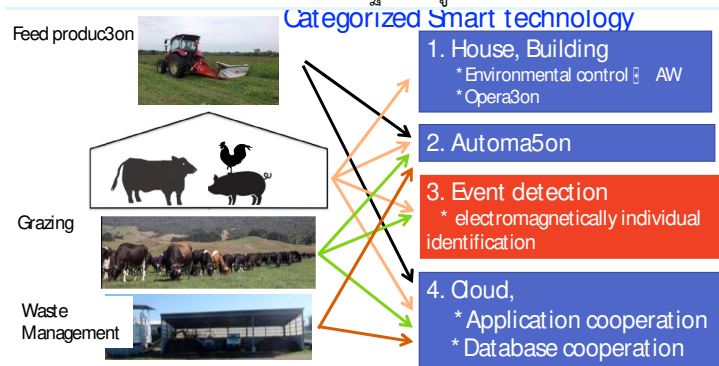 Categorized Smart technology
Feed produc3on
1. House, Building
* Environmental control AW
* Opera3on
2. Automa5on
3. Event detection
* electromagnetically individual
identification
Grazing
4. Cloud,
* Application cooperation
* Database cooperation
Waste
Management